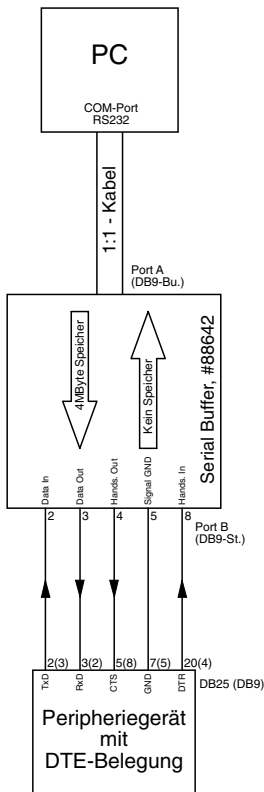 PC
COM-Port
RS232
1:1 - Kabel
Port A
(DB9-Bu.)
4MByte Speicher
Kein Speicher
Serial Buffer, #88642
Data In
Data Out
Hands. Out
Signal GND
Hands. In
2
3
4
5
8
Port B
(DB9-St.)
2(3)
3(2)
5(8)
7(5)
20(4)
TxD
RxD
CTS
GND
DTR
DB25 (DB9)
Peripheriegerät
mit
DTE-Belegung